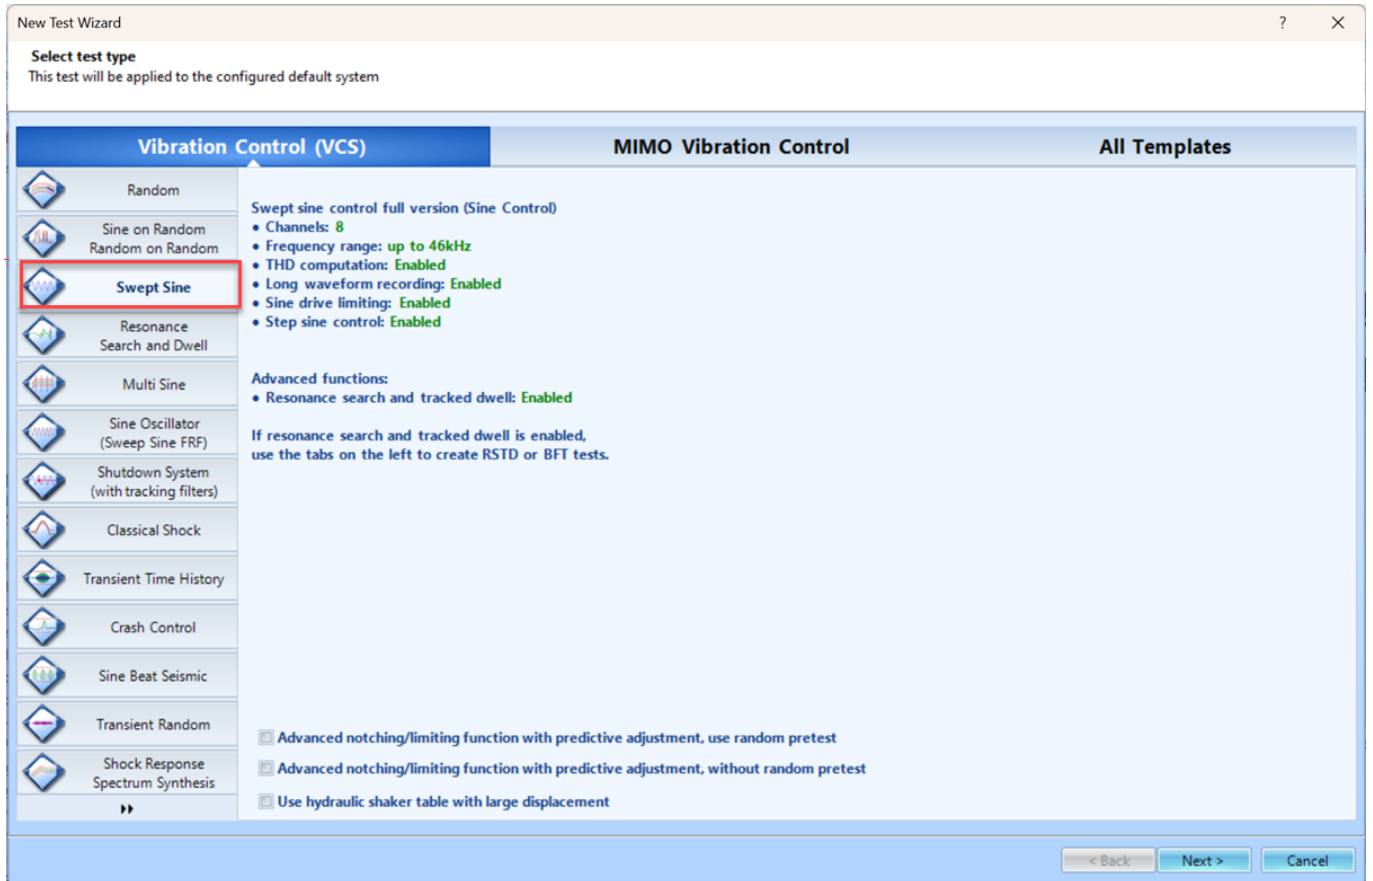 New Test Wizard
?
Select test type
This test will be applied to the configured default system
Vibration Control (VCS)
MIMO Vibration Control
All Templates
Random
Sine on Random
Random on Random
Swept Sine
Resonance
Search and Dwell
Multi Sine
Sine Oscillator
(Sweep Sine FRF)
Shutdown System
(with tracking filters)
Classical Shock
Transient Time History
Crash Control
Sine Beat Seismic
Transient Random
Shock Response
Spectrum Synthesis
Swept sine control full version (Sine Control)
• Channels: 8
• Frequency range: up to 46kHz
• THD computation: Enabled
• Long waveform recording: Enabled
• Sine drive limiting: Enabled
• Step sine control: Enabled
Advanced functions:
• Resonance search and tracked dwell: Enabled
If resonance search and tracked dwell is enabled,
use the tabs on the left to create RSTD or BFT tests.
Advanced notching/limiting function with predictive adjustment, use random pretest
Advanced notching/limiting function with predictive adjustment, without random pretest
Use hydraulic shaker table with large displacement
< Back
Next >
Cancel